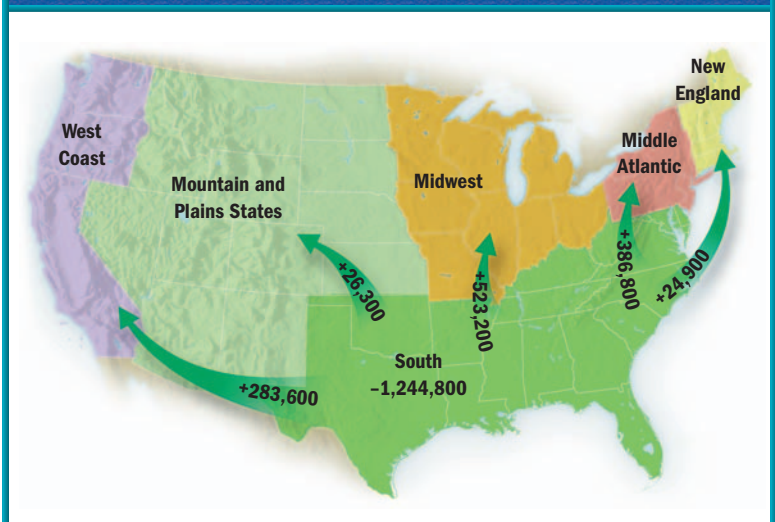 New
England
West
Coast
Middle
Atlantic
Mountain and
Plains States
Midwest
+26,300
+523,200
+386,800
+24,900
South
–1,244,800
+283,600